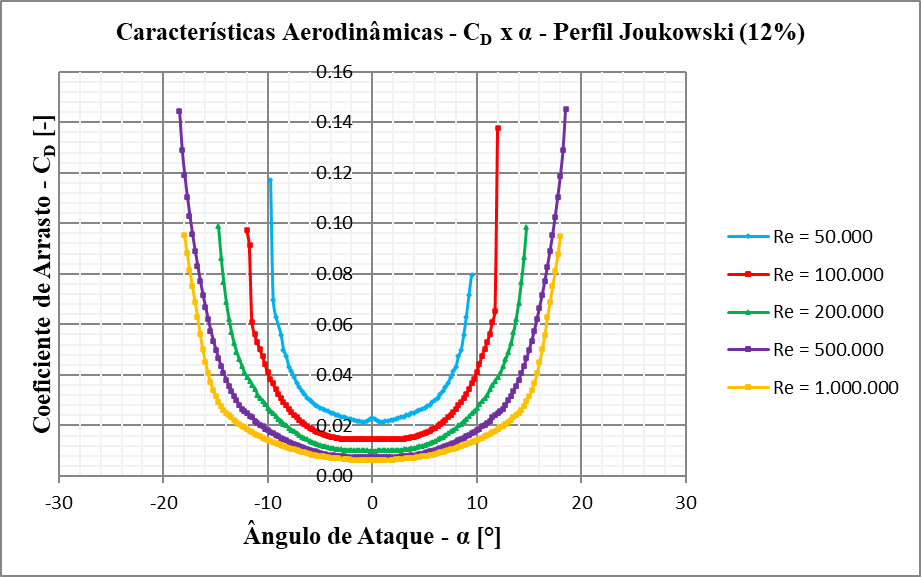 Características Aerodinâmicas - CD x α - Perfil Joukowski (12%)
Coeficiente de Arrasto - CD [-]
0.16
0.14
0.12
0.10
0.08
0.06
0.04
0.02
0.00
-30
-20
-10
0
10
20
30
Ângulo de Ataque - α [°]
Re = 50.000
Re = 100.000
Re = 200.000
Re = 500.000
Re = 1.000.000